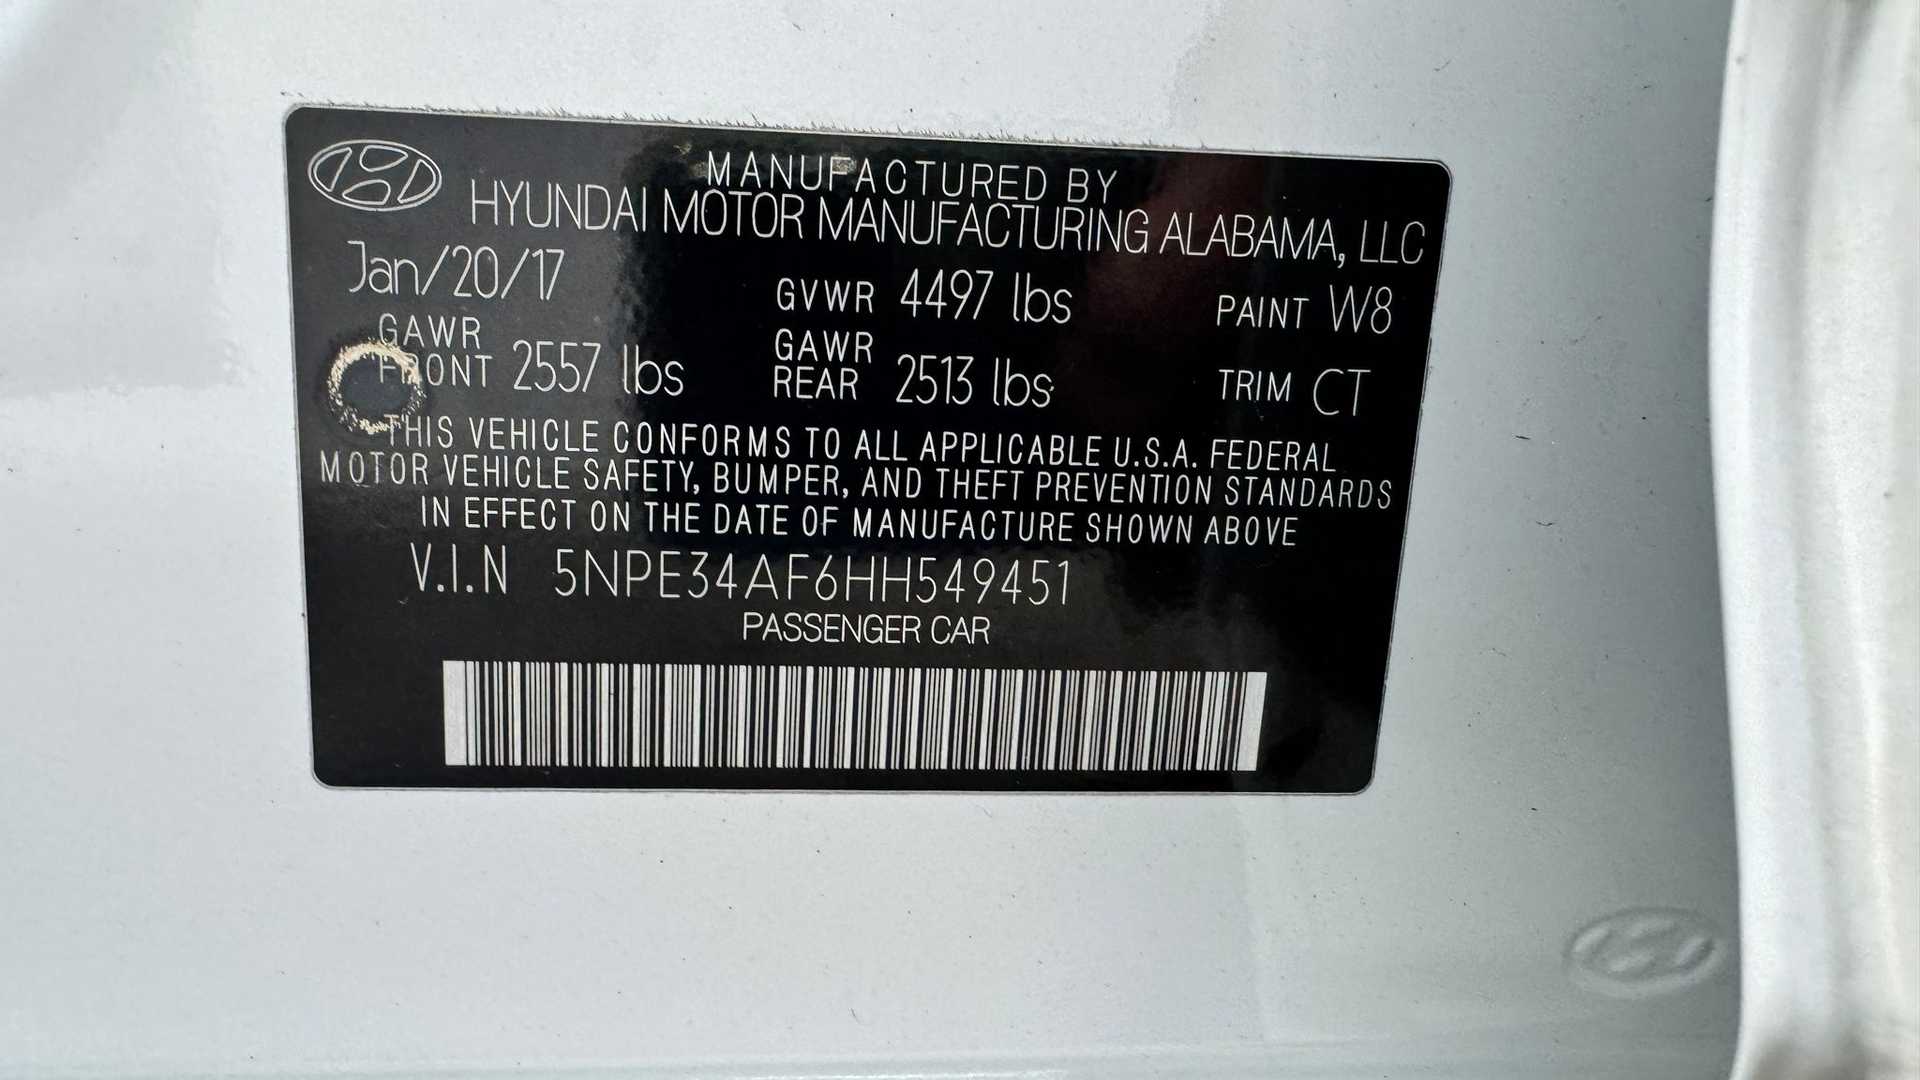 MANUFACTURED BY
HYUNDAI MOTOR MANUFACTURING ALABAMA, LLC
Jan/20/17 GVWR 4497 lbs PAINT W8
GAWR FRONT 2557 lbs GAWR REAR 2513 lbs TRIM CT
THIS VEHICLE CONFORMS TO ALL APPLICABLE U.S.A. FEDERAL
MOTOR VEHICLE SAFETY, BUMPER, AND THEFT PREVENTION STANDARDS
IN EFFECT ON THE DATE OF MANUFACTURE SHOWN ABOVE
V.I.N 5NPE34AF6HH549451
PASSENGER CAR